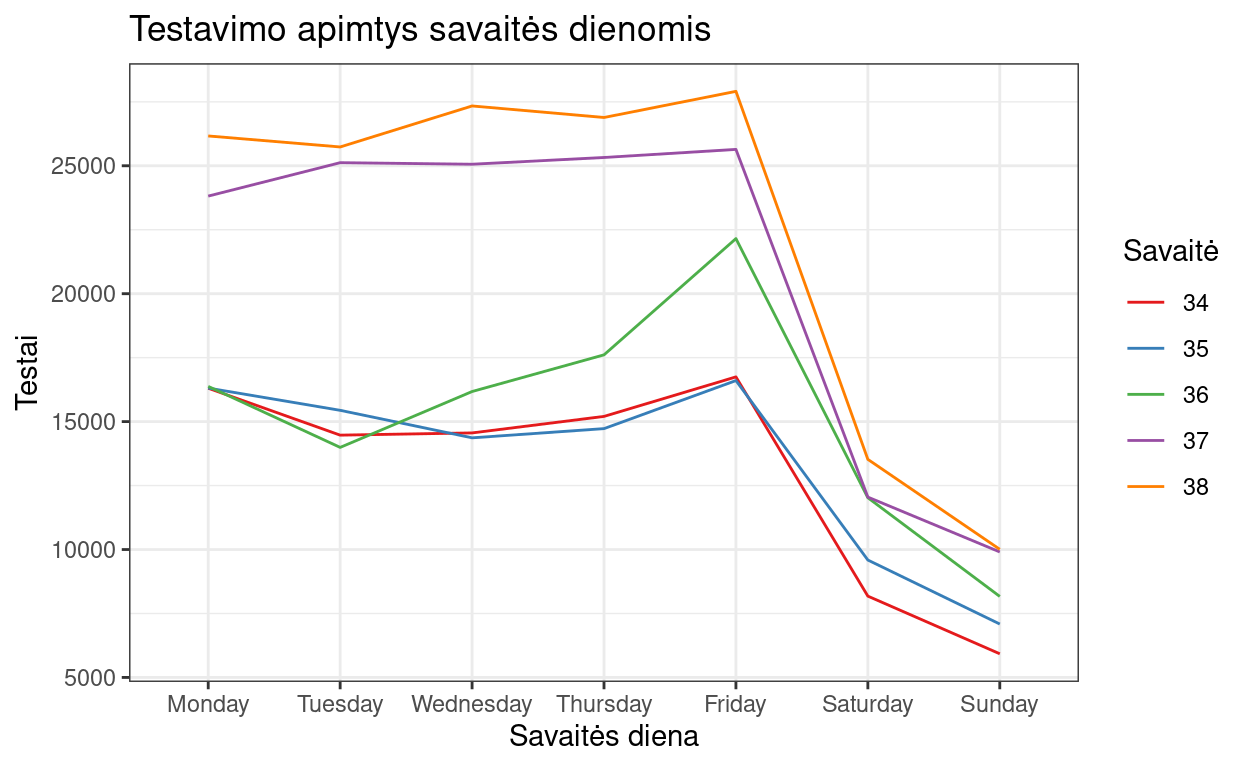 Testavimo apimtys savaitės dienomis
Testai
25000
20000
15000
10000
5000
Monday Tuesday Wednesday Thursday Friday Saturday Sunday
Savaitės diena
Savaitė
34
35
36
37
38